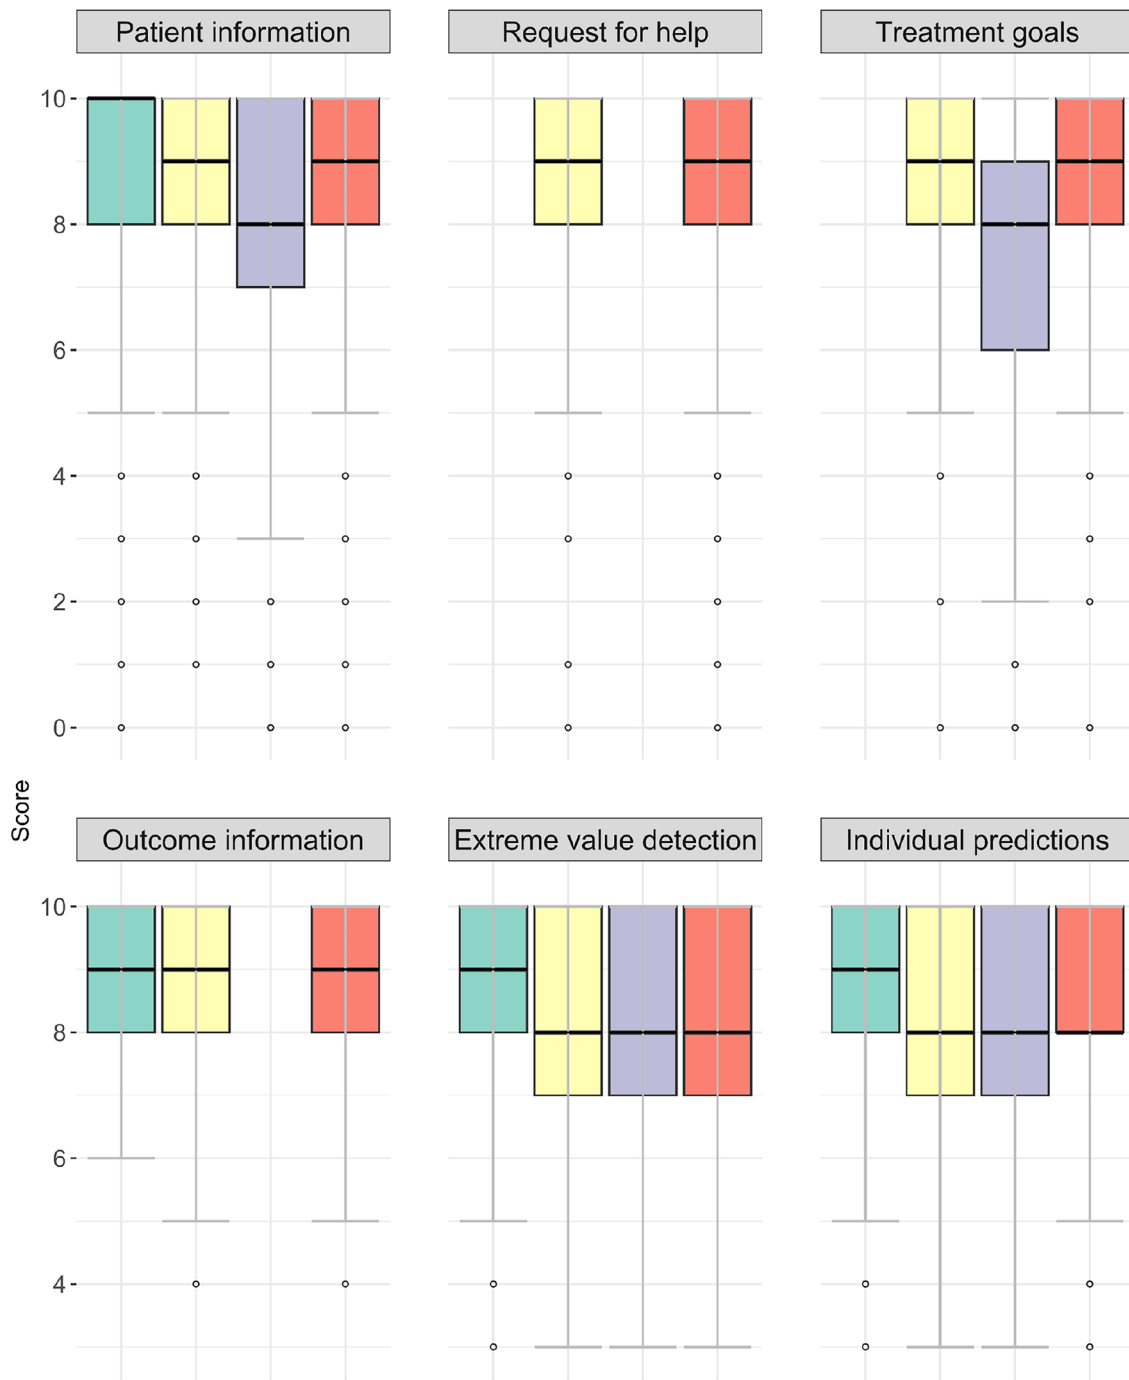 Patient information
Request for help
Treatment goals
10
8
6
4
2
0
Score
Outcome information
Extreme value detection
Individual predictions
10
8
6
4